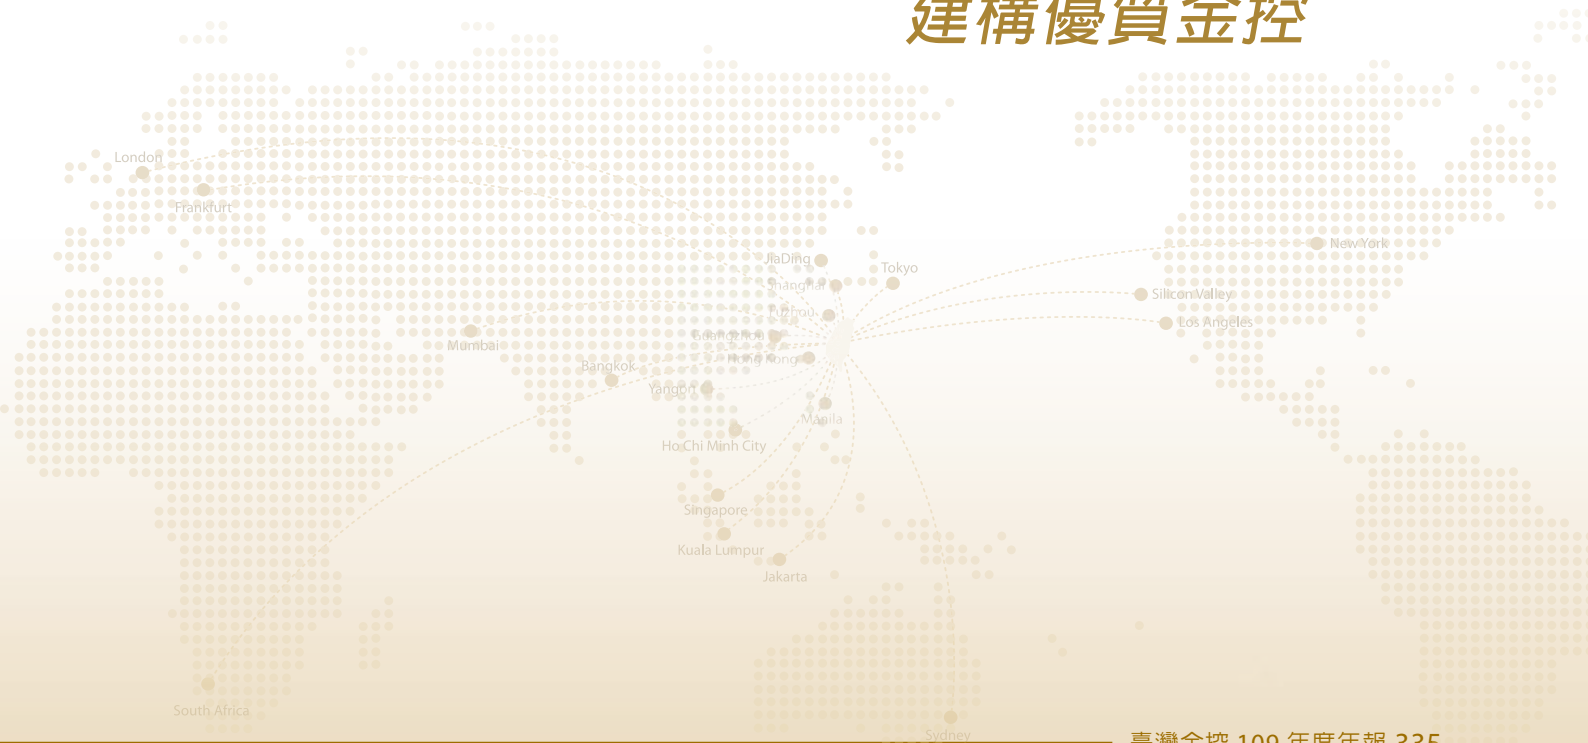 建構優質金控
London
Frankfurt
JiaDing
Tokyo
New York
Shanghai
Silicon Valley
Fuzhou
Los Angeles
Guangzhou
Mumbai
Hong Kong
Bangkok
Yangon
Manila
Ho Chi Minh City
Singapore
Kuala Lumpur
Jakarta
South Africa
Sydney
臺灣金控 109 年度年報 335